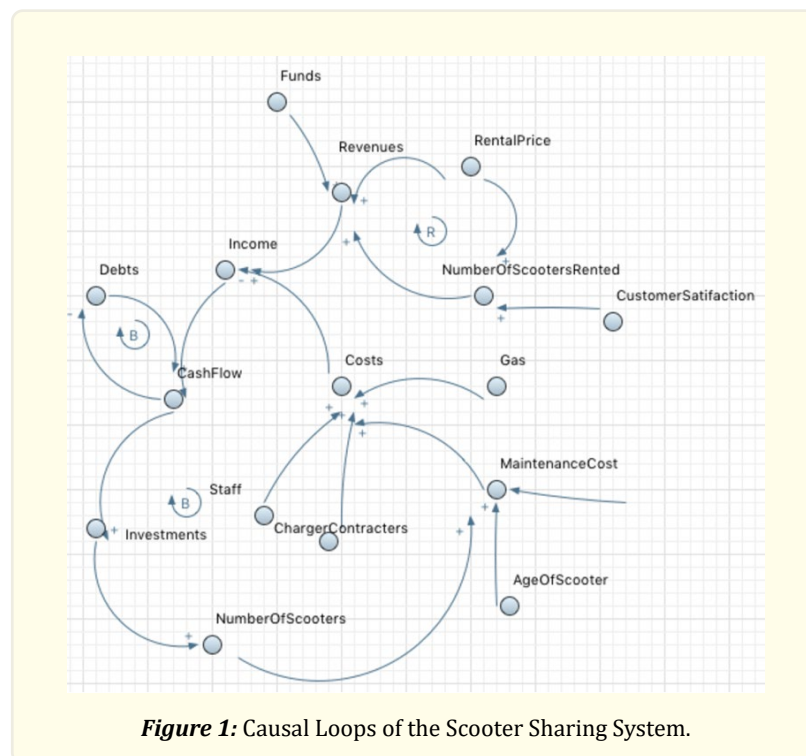 Funds
Revenues
RentalPrice
+
R
+
+
Income
NumberOfScootersRented
- +
Debts
CustomerSatifaction
-
+
B
CashFlow
Costs
Gas
+ +
+
+
MaintenanceCost
Staff
B
+
ChargerContracters
+ Investments
+
AgeOfScooter
NumberOfScooters
+
Figure 1: Causal Loops of the Scooter Sharing System.